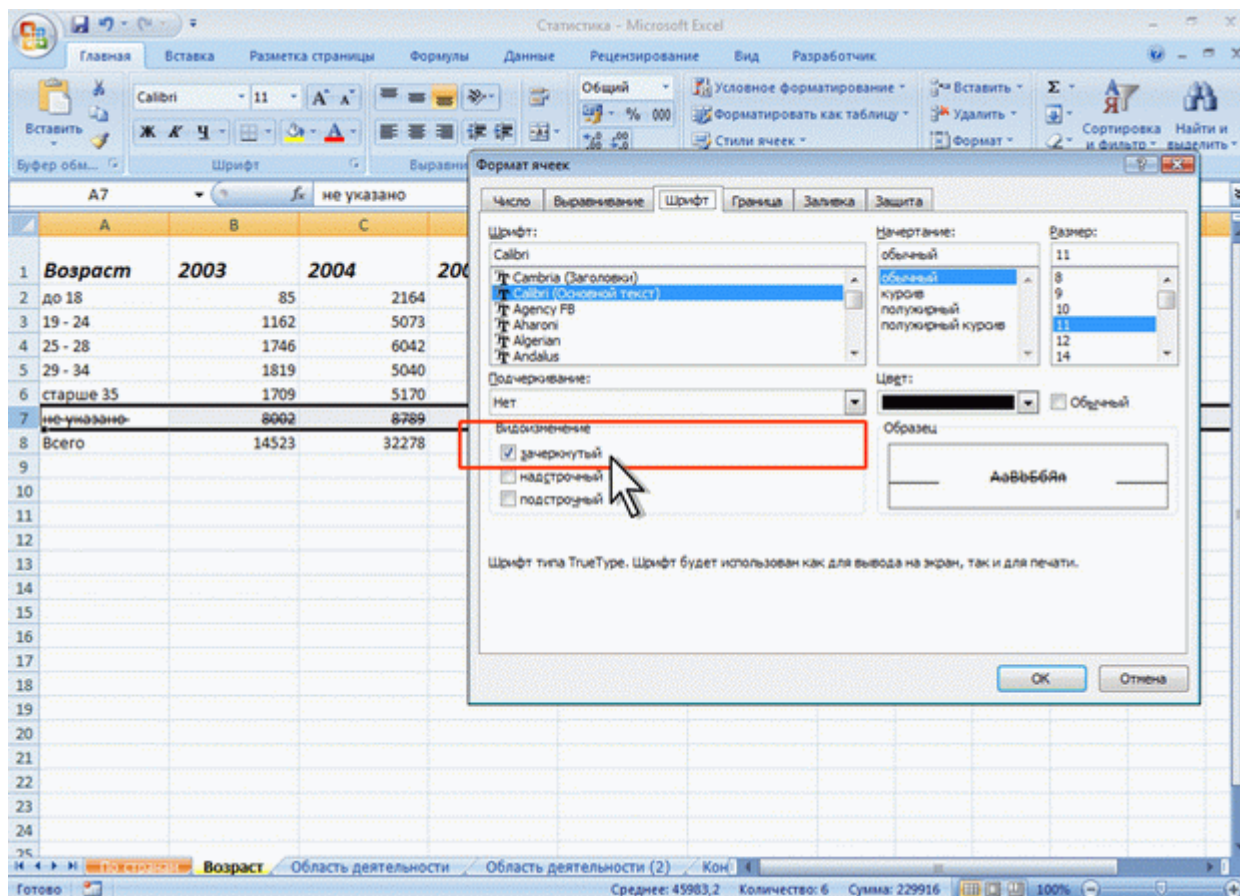 Статистика - Microsoft Excel
Главная Вставка Разметка страницы Формулы Данные Рецензирование Вид Разработчик
Вставить
Calibri 11
Ж К Ч
Общий
% 000
Условное форматирование
Форматировать как таблицу
Стили ячеек
Вставить
Удалить
Формат
Σ
Сортировка и фильтр
Найти и выделить
Буфер обм... Шрифт Выравни
A7 fx не указано
A B C
1 Возраст 2003 2004 200
2 до 18 85 2164
3 19 - 24 1162 5073
4 25 - 28 1746 6042
5 29 - 34 1819 5040
6 старше 35 1709 5170
7 не указано 8002 8789
8 Всего 14523 32278
9
10
11
12
13
14
15
16
17
18
19
20
21
22
23
24
25
Формат ячеек
Число Выравнивание Шрифт Граница Заливка Защита
Шрифт: Начертание: Размер:
Calibri обычный 11
Cambria (Заголовки) обычный 8
Calibri (Основной текст) курсив 9
Agency FB полужирный 10
Aharoni полужирный курсив 11
Algerian 12
Andalus 14
Подчеркивание: Цвет:
Нет Обычный
Видоизменение Образец
зачеркнутый
надстрочный АаВbБбЯя
подстрочный
Шрифт типа TrueType. Шрифт будет использован как для вывода на экран, так и для печати.
ОК Отмена
По странам Возраст Область деятельности Область деятельности (2) Кон
Готово Среднее: 45983,2 Количество: 6 Сумма: 229916 100%